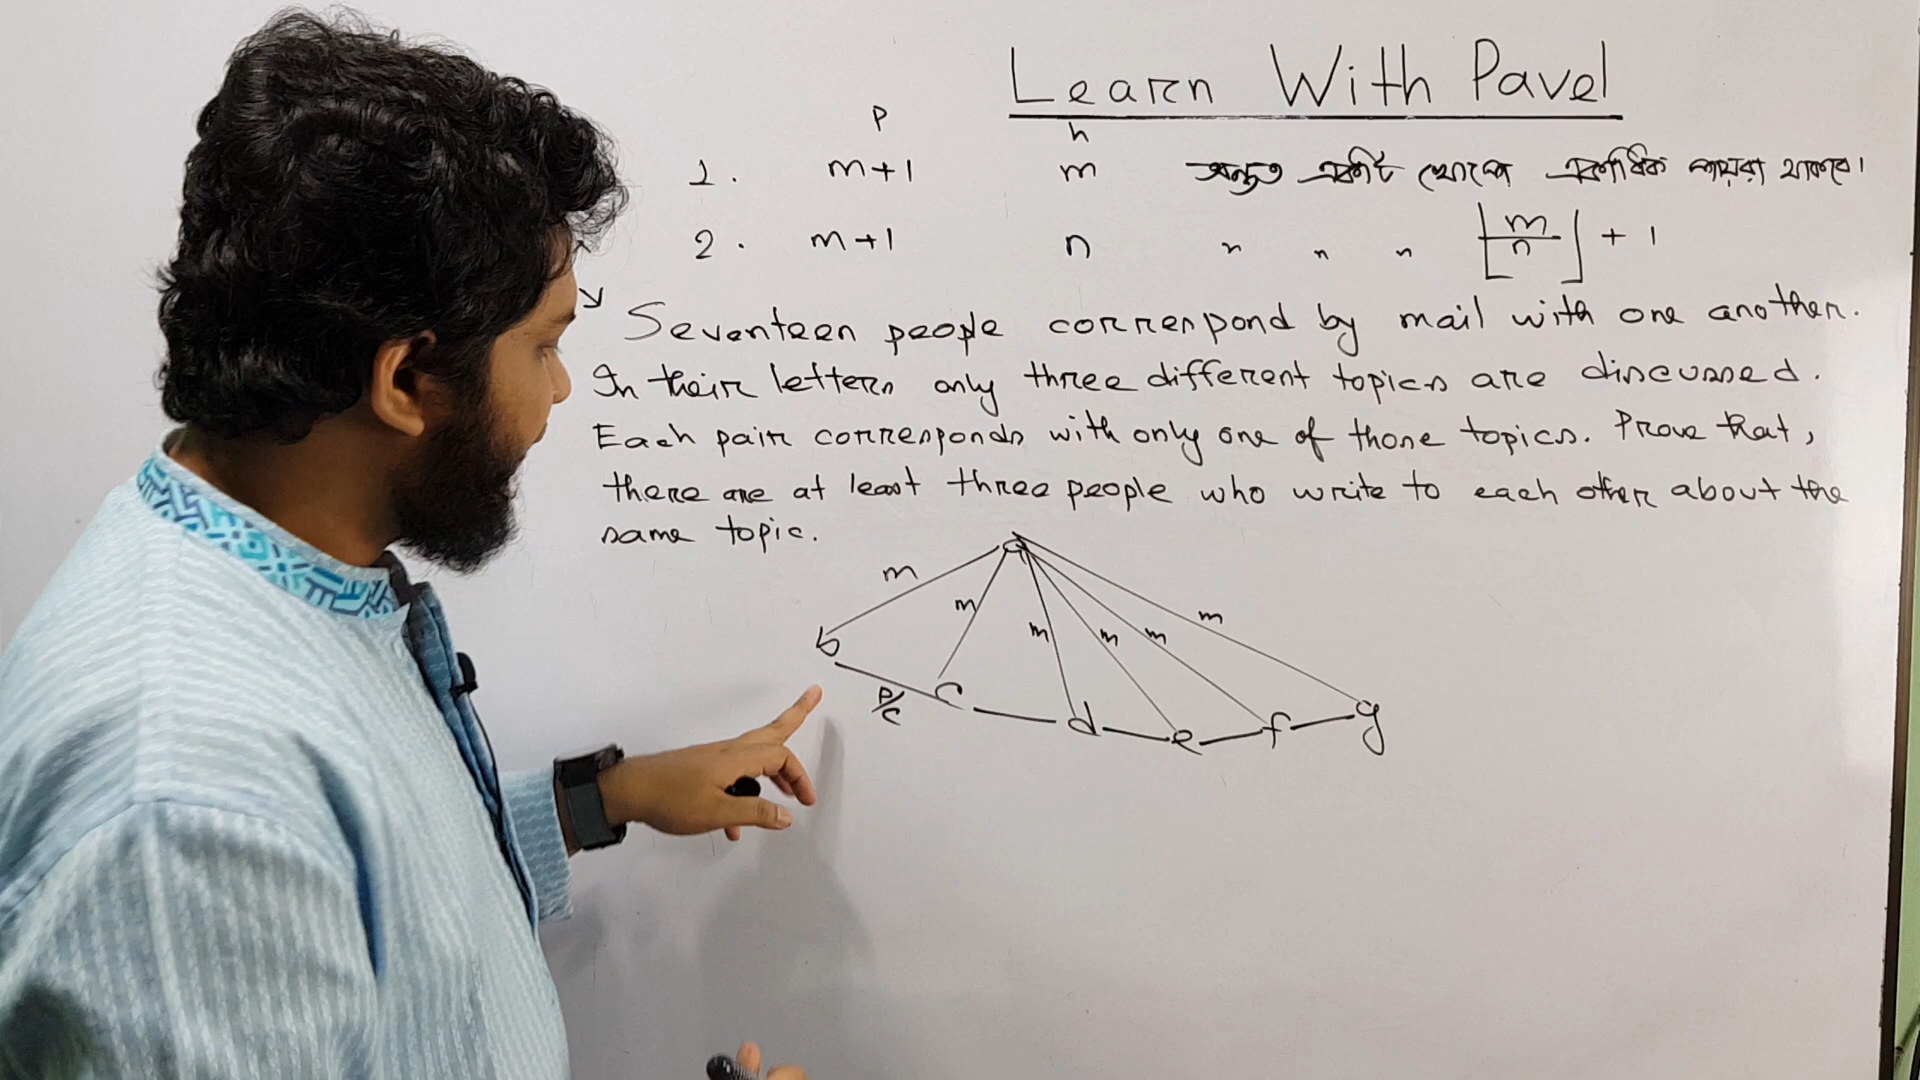 Learn With Pavel
P h
1. m+1 m অন্তত একটি খোপে একাধিক পায়রা থাকবে।
2. m+1 n " " " ⌊m/n⌋ + 1
Seventeen people correspond by mail with one another.
In their letters only three different topics are discussed.
Each pair corresponds with only one of those topics. Prove that,
there are at least three people who write to each other about the
same topic.
a
m m m m m m
b c d e f g
P/C